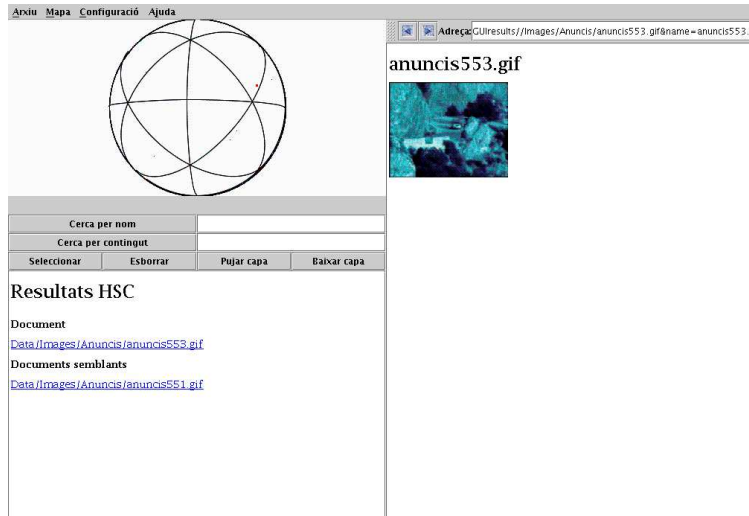 Arxiu Mapa Configuració Ajuda
Adreça: GUIresults//Images/Anuncis/anuncis553.gif&name=anuncis553.
anuncis553.gif
Cerca per nom
Cerca per contingut
Seleccionar Esborrar Pujar capa Baixar capa
Resultats HSC
Document
Data/Images/Anuncis/anuncis553.gif
Documents semblants
Data/Images/Anuncis/anuncis551.gif